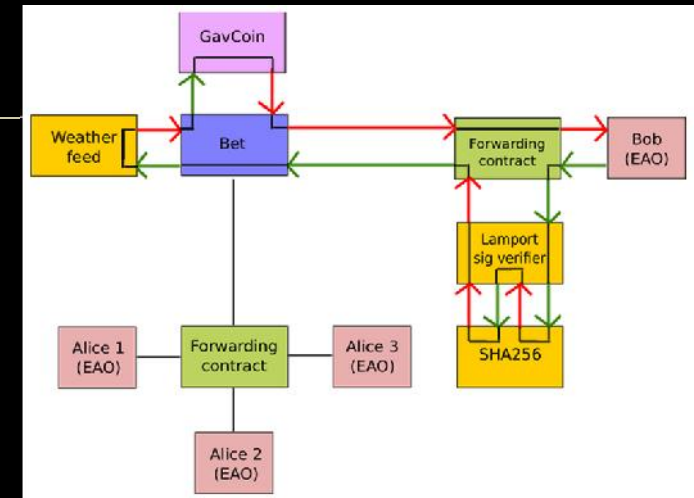 GavCoin
Weather
feed
Bet
Forwarding
contract
Bob
(EAO)
Lamport
sig verifier
SHA256
Alice 1
(EAO)
Forwarding
contract
Alice 3
(EAO)
Alice 2
(EAO)